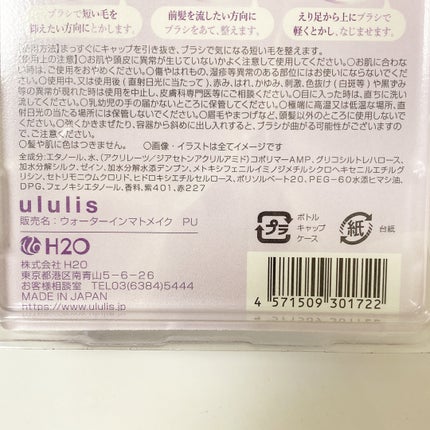 ブラシで短い毛を
抑えたい方向にとかします。
前髪を流したい方向に
ブラシをあて、整えます。
えり足から上にブラシで
軽くとかし、なじませます。
【使用方法】まっすぐにキャップを引き抜き、ブラシで気になる短い毛を整えます。
【使用上の注意】○お肌や頭皮に異常が生じていないかよく注意して使用してください。○お肌に合わな
い時は、ご使用をおやめください。○傷やはれもの、湿疹等異常のある部位にはお使いにならないでくだ
さい。○使用中、又は使用後(直射日光に当たって)、赤み、はれ、かゆみ、刺激、色抜け(白斑等)や黒ずみ
等の異常が現れた時は使用を中止し、皮膚科専門医等にご相談ください。○目に入った時は、直ちに洗い
流してください。○乳幼児の手の届かないところに保管してください。○極端に高温又は低温な場所、直
射日光の当たる場所には保管しないでください。○眉毛やまつげなど、頭髪以外のところに使用しないでく
ださい。○強くかきまぜたり、容器から斜めに出し入れすると、ブラシが曲がる可能性がございますので、
ご注意ください。
○髪や肌に色はつきません。 ○画像・イラストは全てイメージです。
全成分:エタノール、水、(アクリレーツ/ジアセトンアクリルアミド)コポリマーAMP、グリコシルトレハロース、
加水分解シルク、ゼイン、加水分解水添デンプン、メトキシフェニルイミノジメチルシクロヘキセニルエチルグ
リシン、セトリモニウムクロリド、ヒドロキシエチルセルロース、ポリソルベート20、PEG-60水添ヒマシ油、
DPG、フェノキシエタノール、香料、紫401、赤227
ululis
販売名:ウォーターインマトメイク PU
H2O
株式会社 H2O
東京都港区南青山5-6-26
お客様相談室 TEL03(6384)5444
MADE IN JAPAN
https://www.ululis.jp
プラ
ボトル
キャップ
ケース
紙
台紙
4 571509 301722